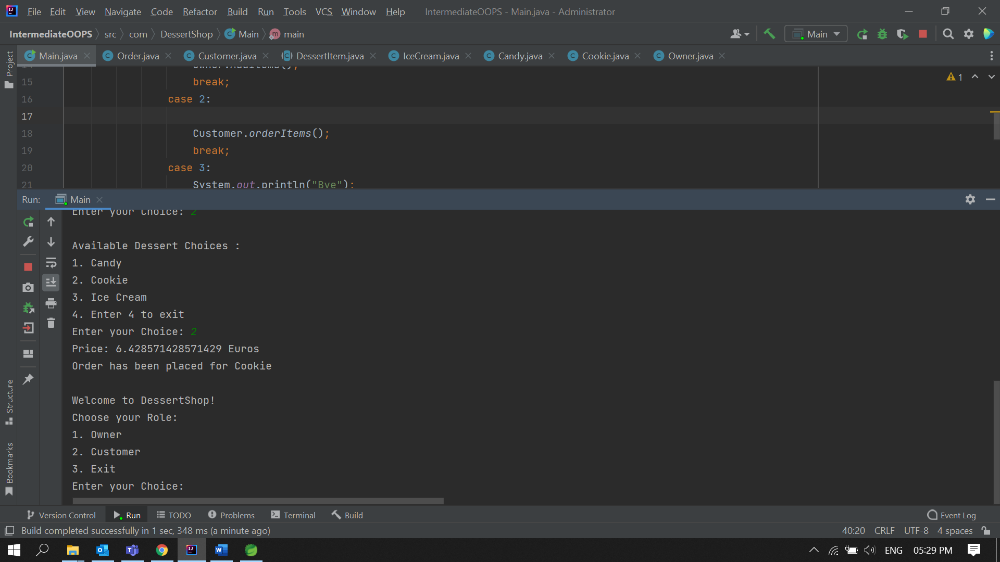 File Edit View Navigate Code Refactor Build Run Tools VCS Window Help IntermediateOOPS - Main.java - Administrator
IntermediateOOPS src com DessertShop Main main Main
Main.java Order.java Customer.java DessertItem.java IceCream.java Candy.java Cookie.java Owner.java
Project
1
15 break;
16 case 2:
17
18 Customer.orderItems();
19 break;
20 case 3:
21 System.out.println("Bye");
Run: Main
Enter your Choice: 2
Available Dessert Choices :
1. Candy
2. Cookie
3. Ice Cream
4. Enter 4 to exit
Enter your Choice: 2
Price: 6.428571428571429 Euros
Order has been placed for Cookie
Welcome to DessertShop!
Choose your Role:
1. Owner
2. Customer
3. Exit
Enter your Choice:
Structure
Bookmarks
Version Control Run TODO Problems Terminal Build Event Log
Build completed successfully in 1 sec, 348 ms (a minute ago) 40:20 CRLF UTF-8 4 spaces
ENG 05:29 PM